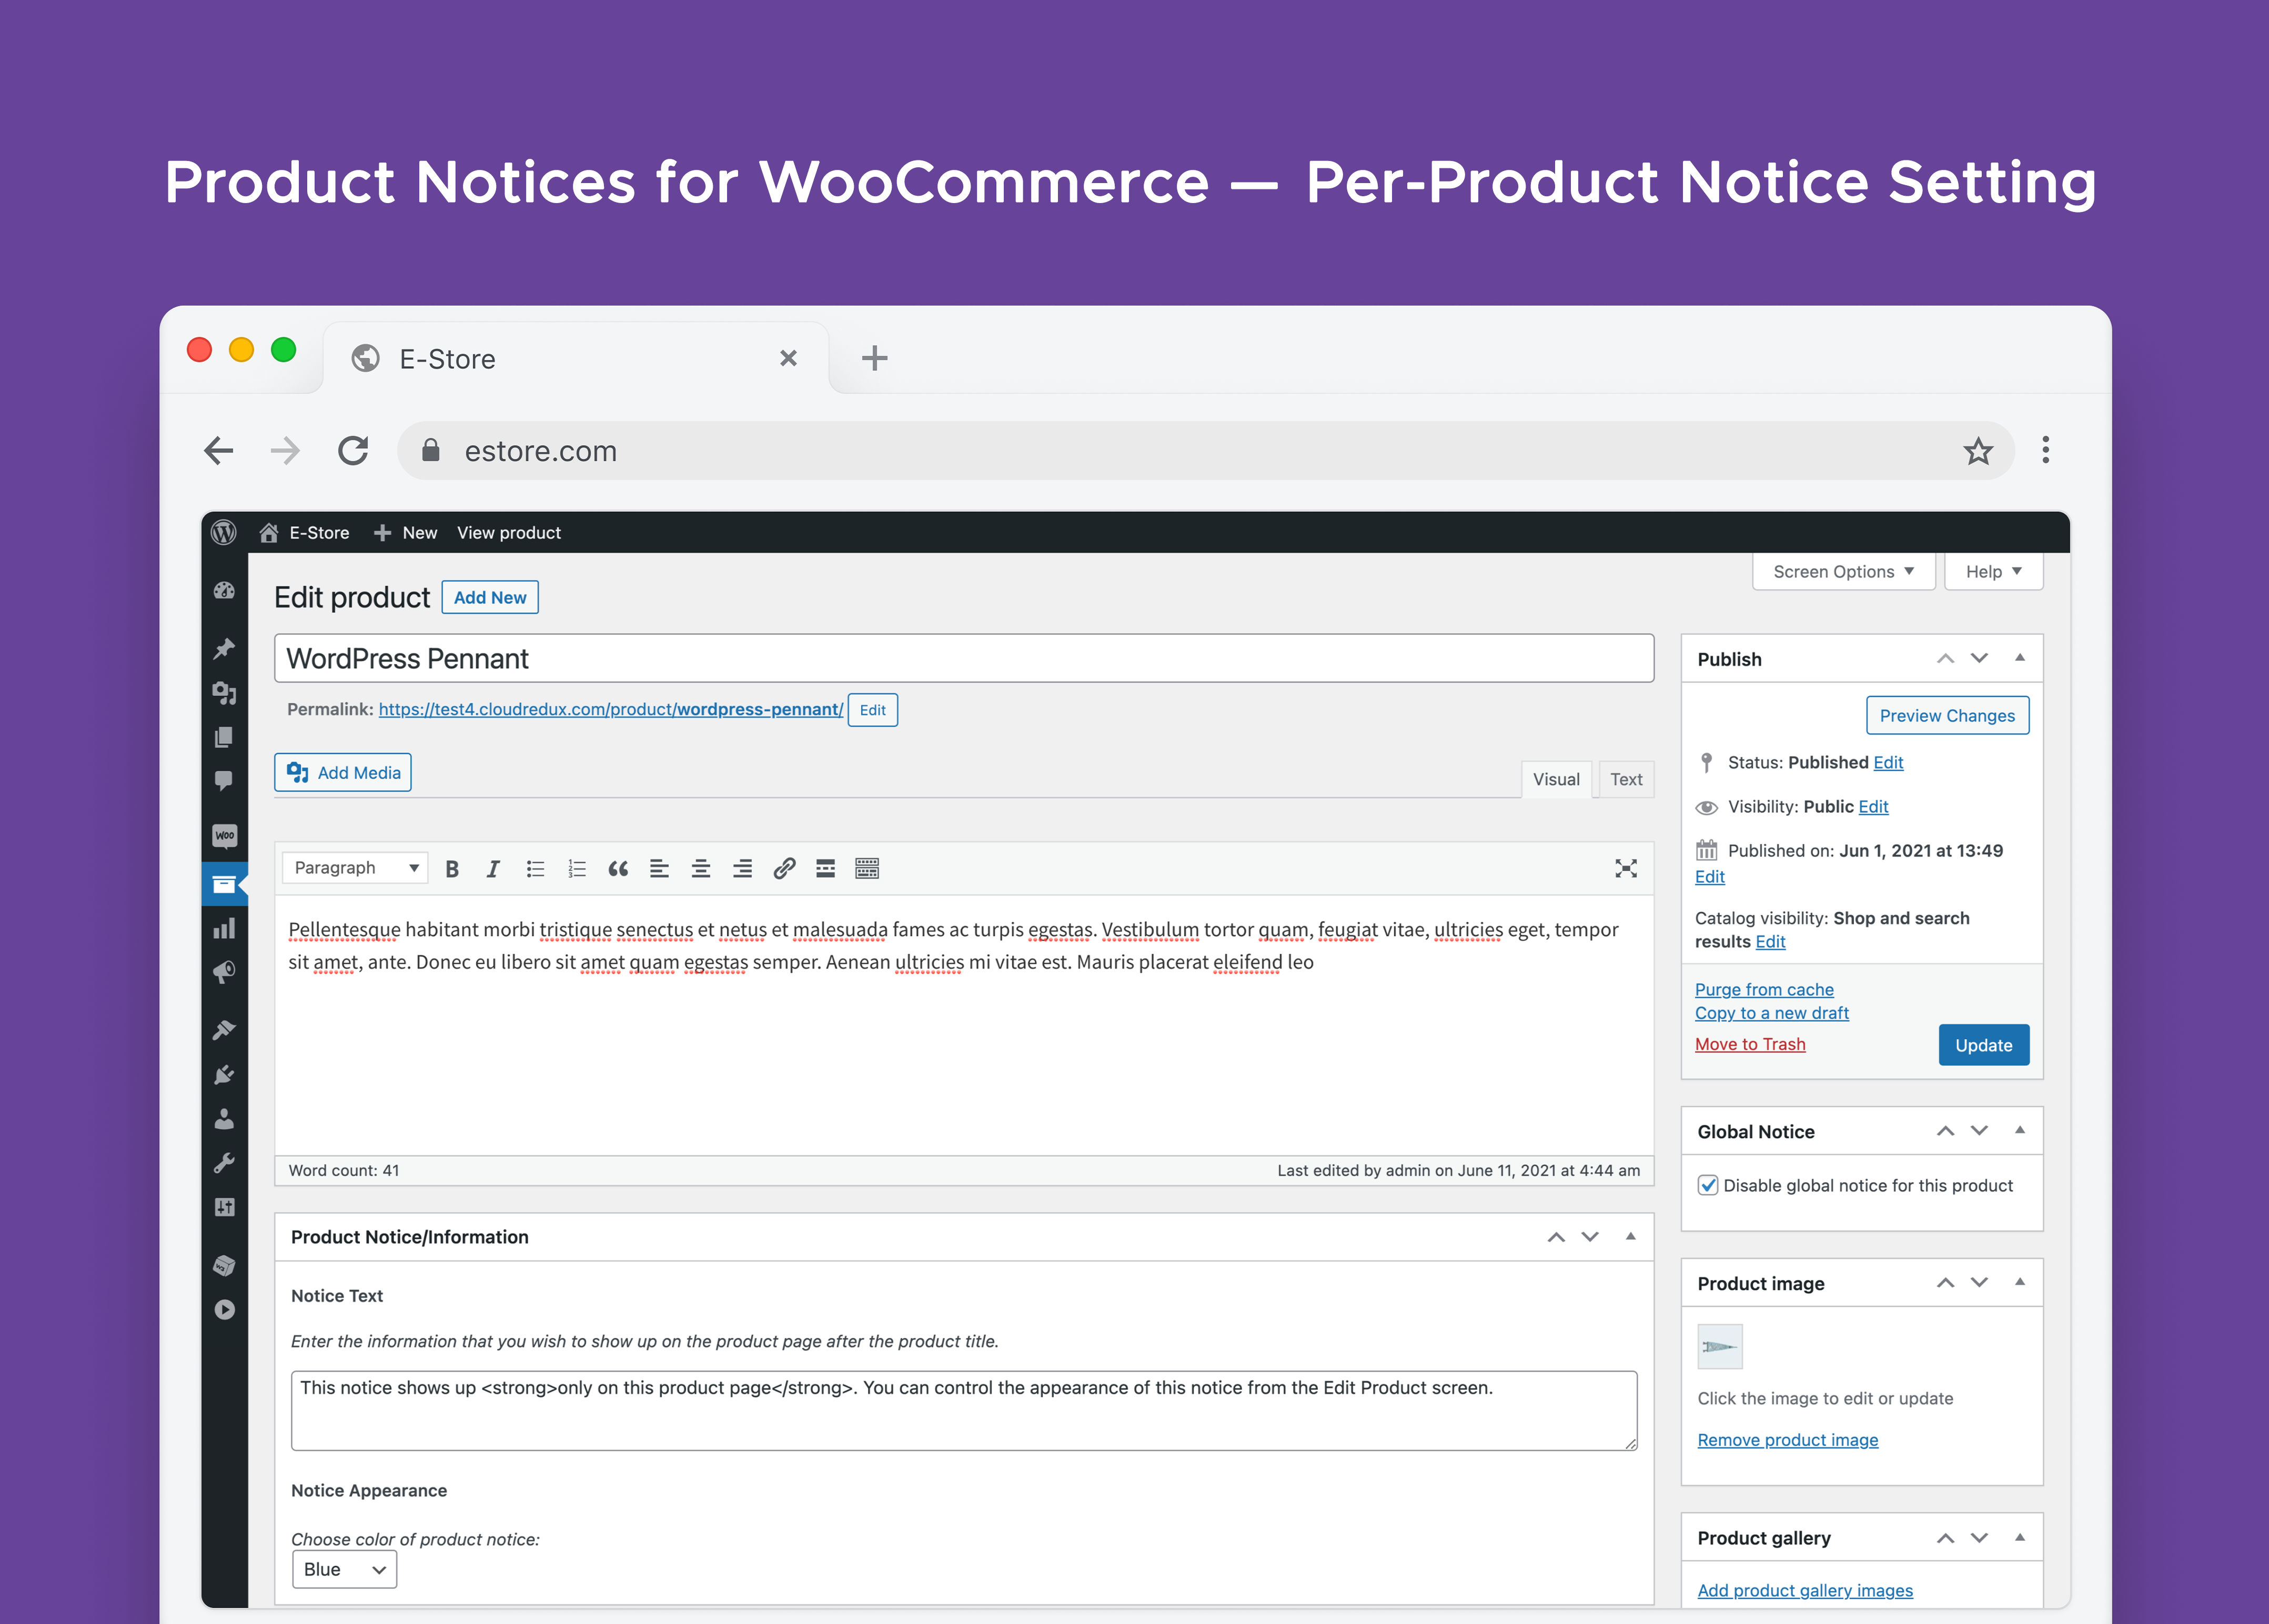 Product Notices for WooCommerce — Per-Product Notice Setting
E-Store
estore.com
E-Store
New
View product
Screen Options
Help
Edit product
Add New
WordPress Pennant
Permalink: https://test4.cloudredux.com/product/wordpress-pennant/ Edit
Add Media
Visual
Text
Paragraph
Pellentesque habitant morbi tristique senectus et netus et malesuada fames ac turpis egestas. Vestibulum tortor quam, feugiat vitae, ultricies eget, tempor
sit amet, ante. Donec eu libero sit amet quam egestas semper. Aenean ultricies mi vitae est. Mauris placerat eleifend leo
Word count: 41
Last edited by admin on June 11, 2021 at 4:44 am
Product Notice/Information
Notice Text
Enter the information that you wish to show up on the product page after the product title.
This notice shows up <strong>only on this product page</strong>. You can control the appearance of this notice from the Edit Product screen.
Notice Appearance
Choose color of product notice:
Blue
Publish
Preview Changes
Status: Published Edit
Visibility: Public Edit
Published on: Jun 1, 2021 at 13:49
Edit
Catalog visibility: Shop and search
results Edit
Purge from cache
Copy to a new draft
Move to Trash
Update
Global Notice
Disable global notice for this product
Product image
Click the image to edit or update
Remove product image
Product gallery
Add product gallery images